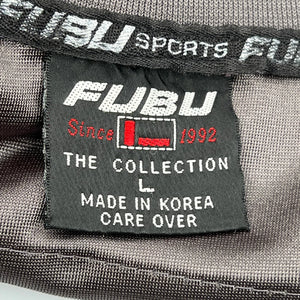 FUBU SPORTS FUBU
FUBU
Since 1992
THE COLLECTION
L
MADE IN KOREA
CARE OVER